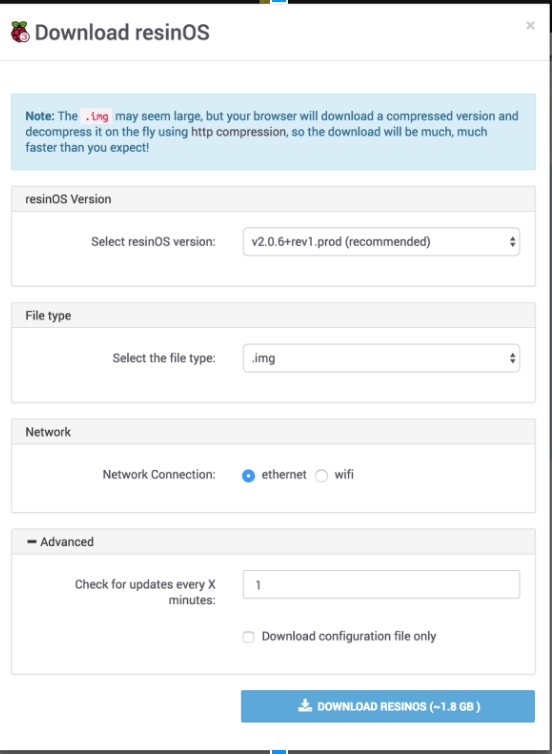 Download resinOS
×
Note: The .img may seem large, but your browser will download a compressed version and
decompress it on the fly using http compression, so the download will be much, much
faster than you expect!
resinOS Version
Select resinOS version:
v2.0.6+rev1.prod (recommended)
File type
Select the file type:
.img
Network
Network Connection:
ethernet
wifi
Advanced
Check for updates every X
minutes:
1
Download configuration file only
DOWNLOAD RESINOS (~1.8 GB )